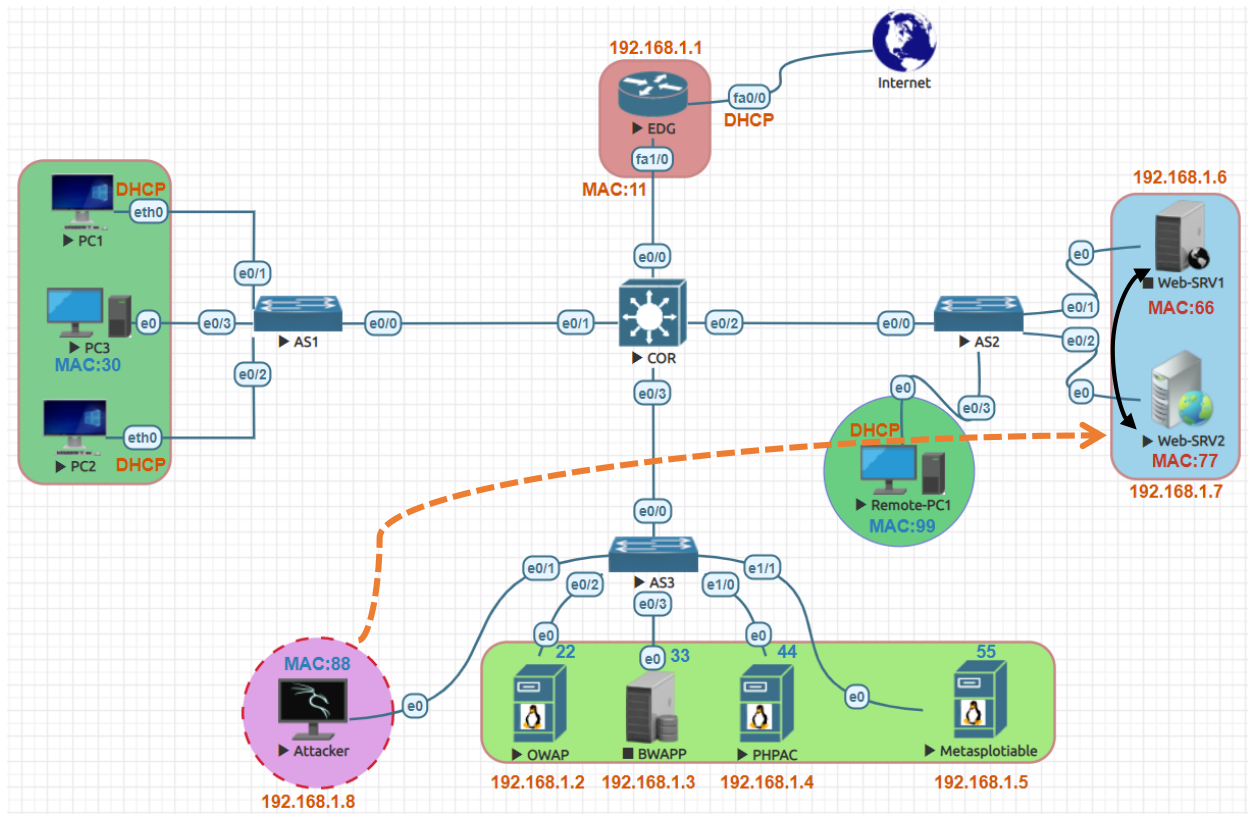 192.168.1.1
Internet
fa0/0
DHCP
EDG
fa1/0
MAC:11
DHCP
eth0
PC1
e0/1
e0
e0/3
PC3
MAC:30
AS1
e0/0
e0/2
eth0
PC2
DHCP
e0/0
e0/1
e0/2
COR
e0/3
192.168.1.6
e0
e0/1
Web-SRV1
MAC:66
e0/0
AS2
e0/2
e0
e0/3
e0
DHCP
Remote-PC1
MAC:99
Web-SRV2
MAC:77
192.168.1.7
e0/0
e0/1
e0/2
AS3
e0/3
e1/0
e1/1
MAC:88
e0
Attacker
192.168.1.8
e0
22
OWAP
192.168.1.2
e0
33
BWAPP
192.168.1.3
e0
44
PHPAC
192.168.1.4
e0
55
Metasplotiable
192.168.1.5